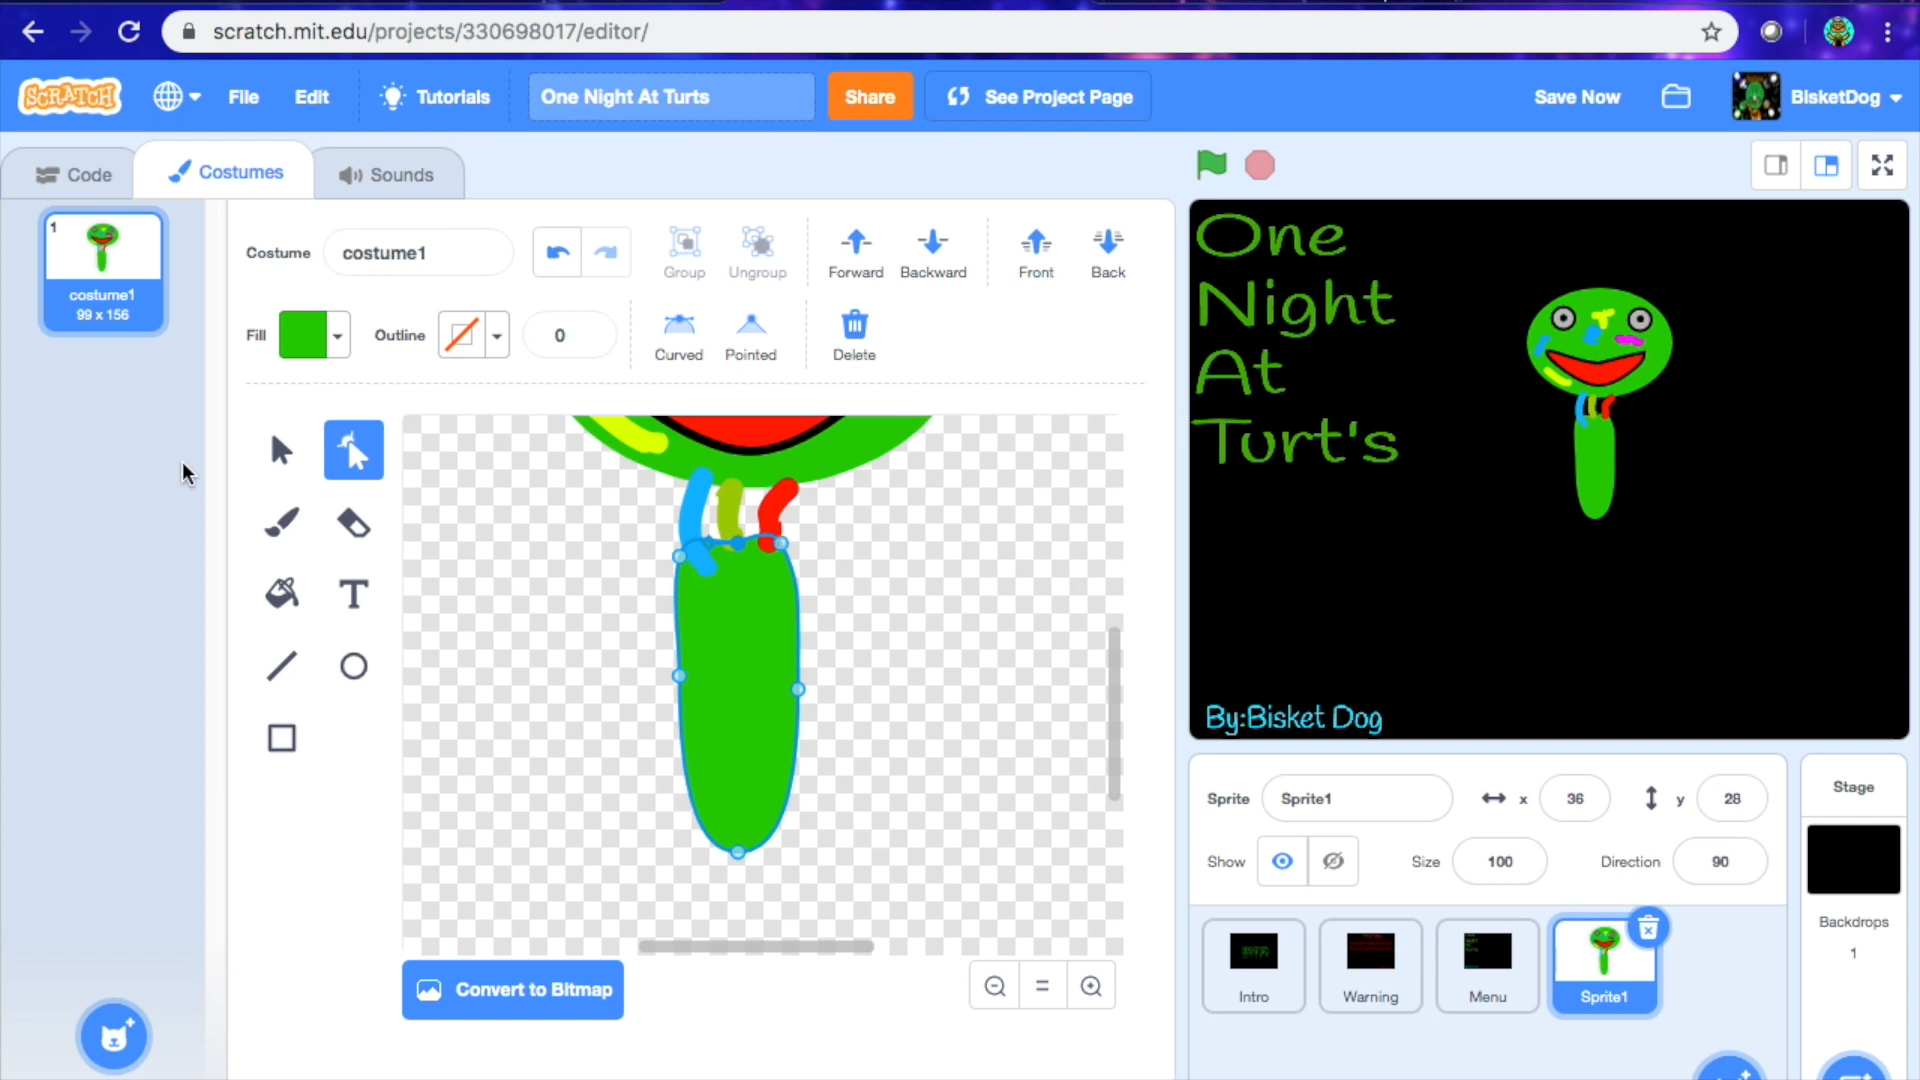 scratch.mit.edu/projects/330698017/editor/
SCRATCH
File
Edit
Tutorials
One Night At Turts
Share
See Project Page
Save Now
BIsketDog
Code
Costumes
Sounds
1
costume1
99 x 156
Costume
costume1
Group
Ungroup
Forward
Backward
Front
Back
Fill
Outline
0
Curved
Pointed
Delete
T
Convert to Bitmap
One
Night
At
Turt's
By:Bisket Dog
Sprite
Sprite1
x
36
y
28
Show
Size
100
Direction
90
Stage
Backdrops
1
Intro
Warning
Menu
Sprite1